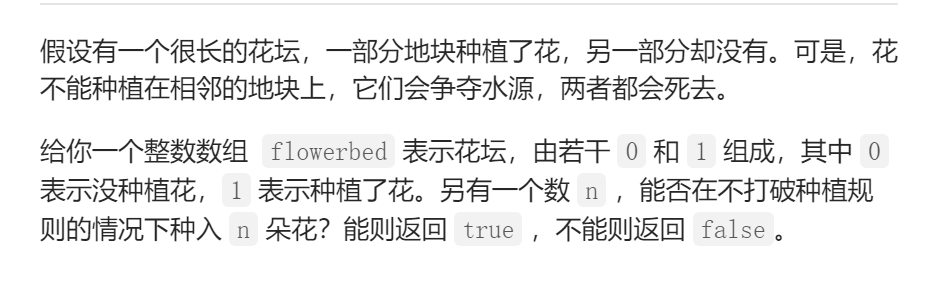 假设有一个很长的花坛，一部分地块种植了花，另一部分却没有。可是，花
不能种植在相邻的地块上，它们会争夺水源，两者都会死去。
给你一个整数数组 flowerbed 表示花坛，由若干 0 和 1 组成，其中 0
表示没种植花，1 表示种植了花。另有一个数 n ，能否在不打破种植规
则的情况下种入 n 朵花？能则返回 true ，不能则返回 false。